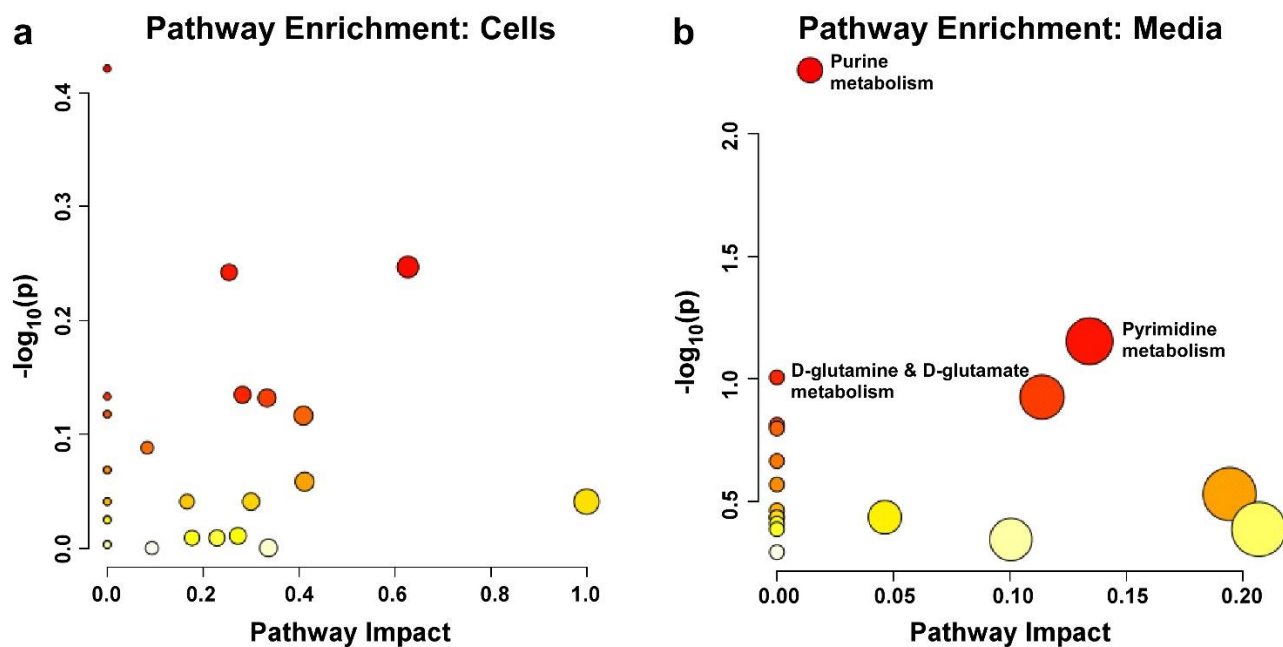 a
Pathway Enrichment: Cells
-log10(p)
0.4
0.3
0.2
0.1
0.0
0.0 0.2 0.4 0.6 0.8 1.0
Pathway Impact
b
Pathway Enrichment: Media
Purine
metabolism
-log10(p)
2.0
1.5
1.0
0.5
Pyrimidine
metabolism
D-glutamine & D-glutamate
metabolism
0.00 0.05 0.10 0.15 0.20
Pathway Impact